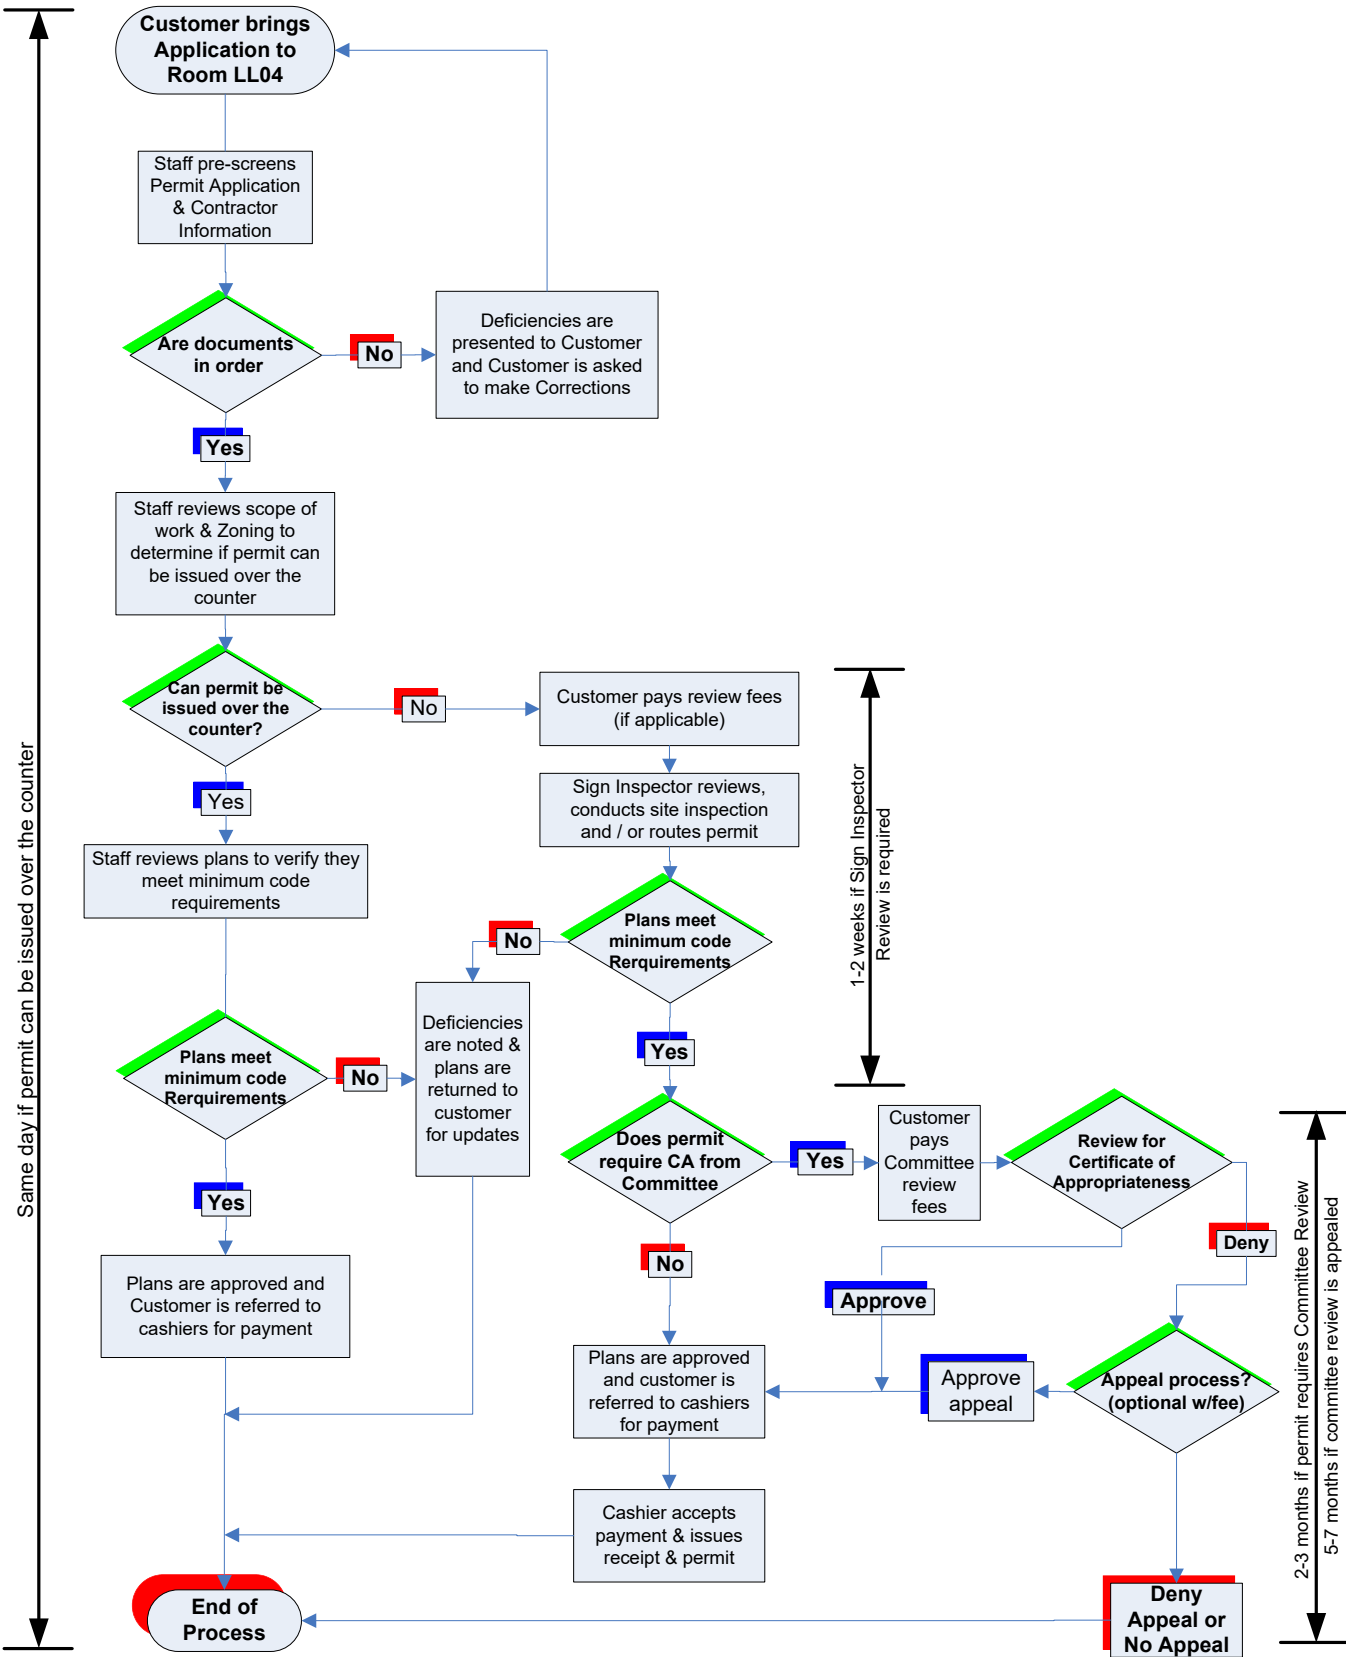 Customer brings
Application to
Room LL04
Staff pre-screens
Permit Application
& Contractor
Information
Are documents
in order
No
Deficiencies are
presented to Customer
and Customer is asked
to make Corrections
Yes
Staff reviews scope of
work & Zoning to
determine if permit can
be issued over the
counter
Can permit be
issued over the
counter?
No
Customer pays review fees
(if applicable)
Yes
Sign Inspector reviews,
conducts site inspection
and / or routes permit
Staff reviews plans to verify they
meet minimum code
requirements
Plans meet
minimum code
Rerquirements
No
Deficiencies
are noted &
plans are
returned to
customer
for updates
Yes
Plans meet
minimum code
Rerquirements
No
Does permit
require CA from
Committee
Yes
Customer
pays
Committee
review
fees
Review for
Certificate of
Appropriateness
Yes
No
Deny
Plans are approved and
Customer is referred to
cashiers for payment
Approve
Plans are approved
and customer is
referred to cashiers
for payment
Approve
appeal
Appeal process?
(optional w/fee)
Cashier accepts
payment & issues
receipt & permit
End of
Process
Deny
Appeal or
No Appeal
Same day if permit can be issued over the counter
1-2 weeks if Sign Inspector
Review is required
2-3 months if permit requires Committee Review
5-7 months if committee review is appealed